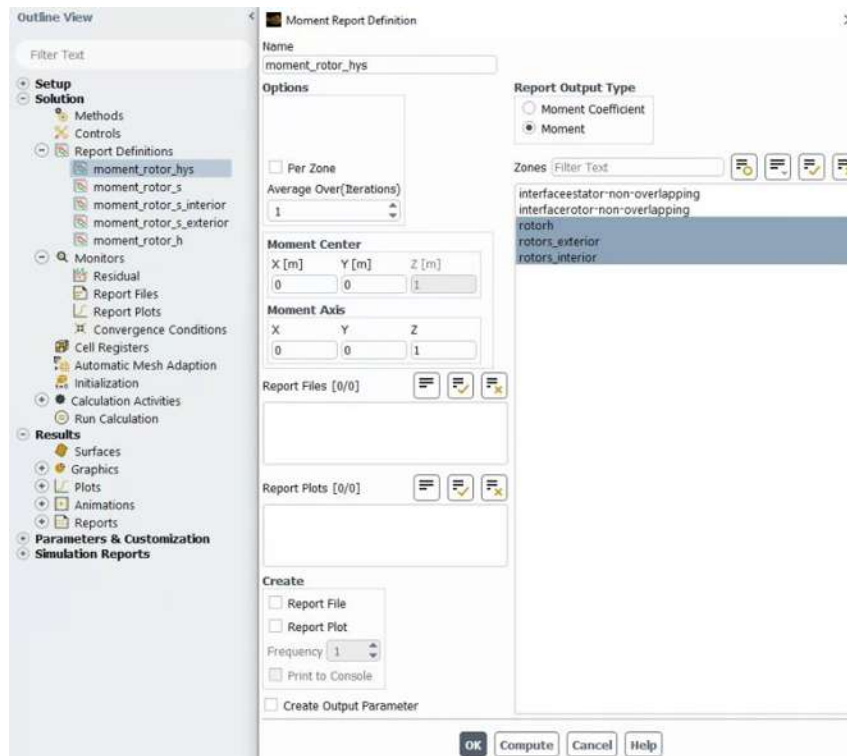 Outline View
Filter Text
Setup
Solution
Methods
Controls
Report Definitions
moment_rotor_hys
moment_rotor_s
moment_rotor_s_interior
moment_rotor_s_exterior
moment_rotor_h
Monitors
Residual
Report Files
Report Plots
Convergence Conditions
Cell Registers
Automatic Mesh Adaption
Initialization
Calculation Activities
Run Calculation
Results
Surfaces
Graphics
Plots
Animations
Reports
Parameters & Customization
Simulation Reports
Moment Report Definition
Name
moment_rotor_hys
Options
Per Zone
Average Over(Iterations)
1
Moment Center
X [m] Y [m] Z [m]
0 0 1
Moment Axis
X Y Z
0 0 1
Report Files [0/0]
Report Plots [0/0]
Create
Report File
Report Plot
Frequency 1
Print to Console
Create Output Parameter
Report Output Type
Moment Coefficient
Moment
Zones Filter Text
interfaceestator-non-overlapping
interfacerotor-non-overlapping
rotorh
rotors_exterior
rotors_interior
OK Compute Cancel Help